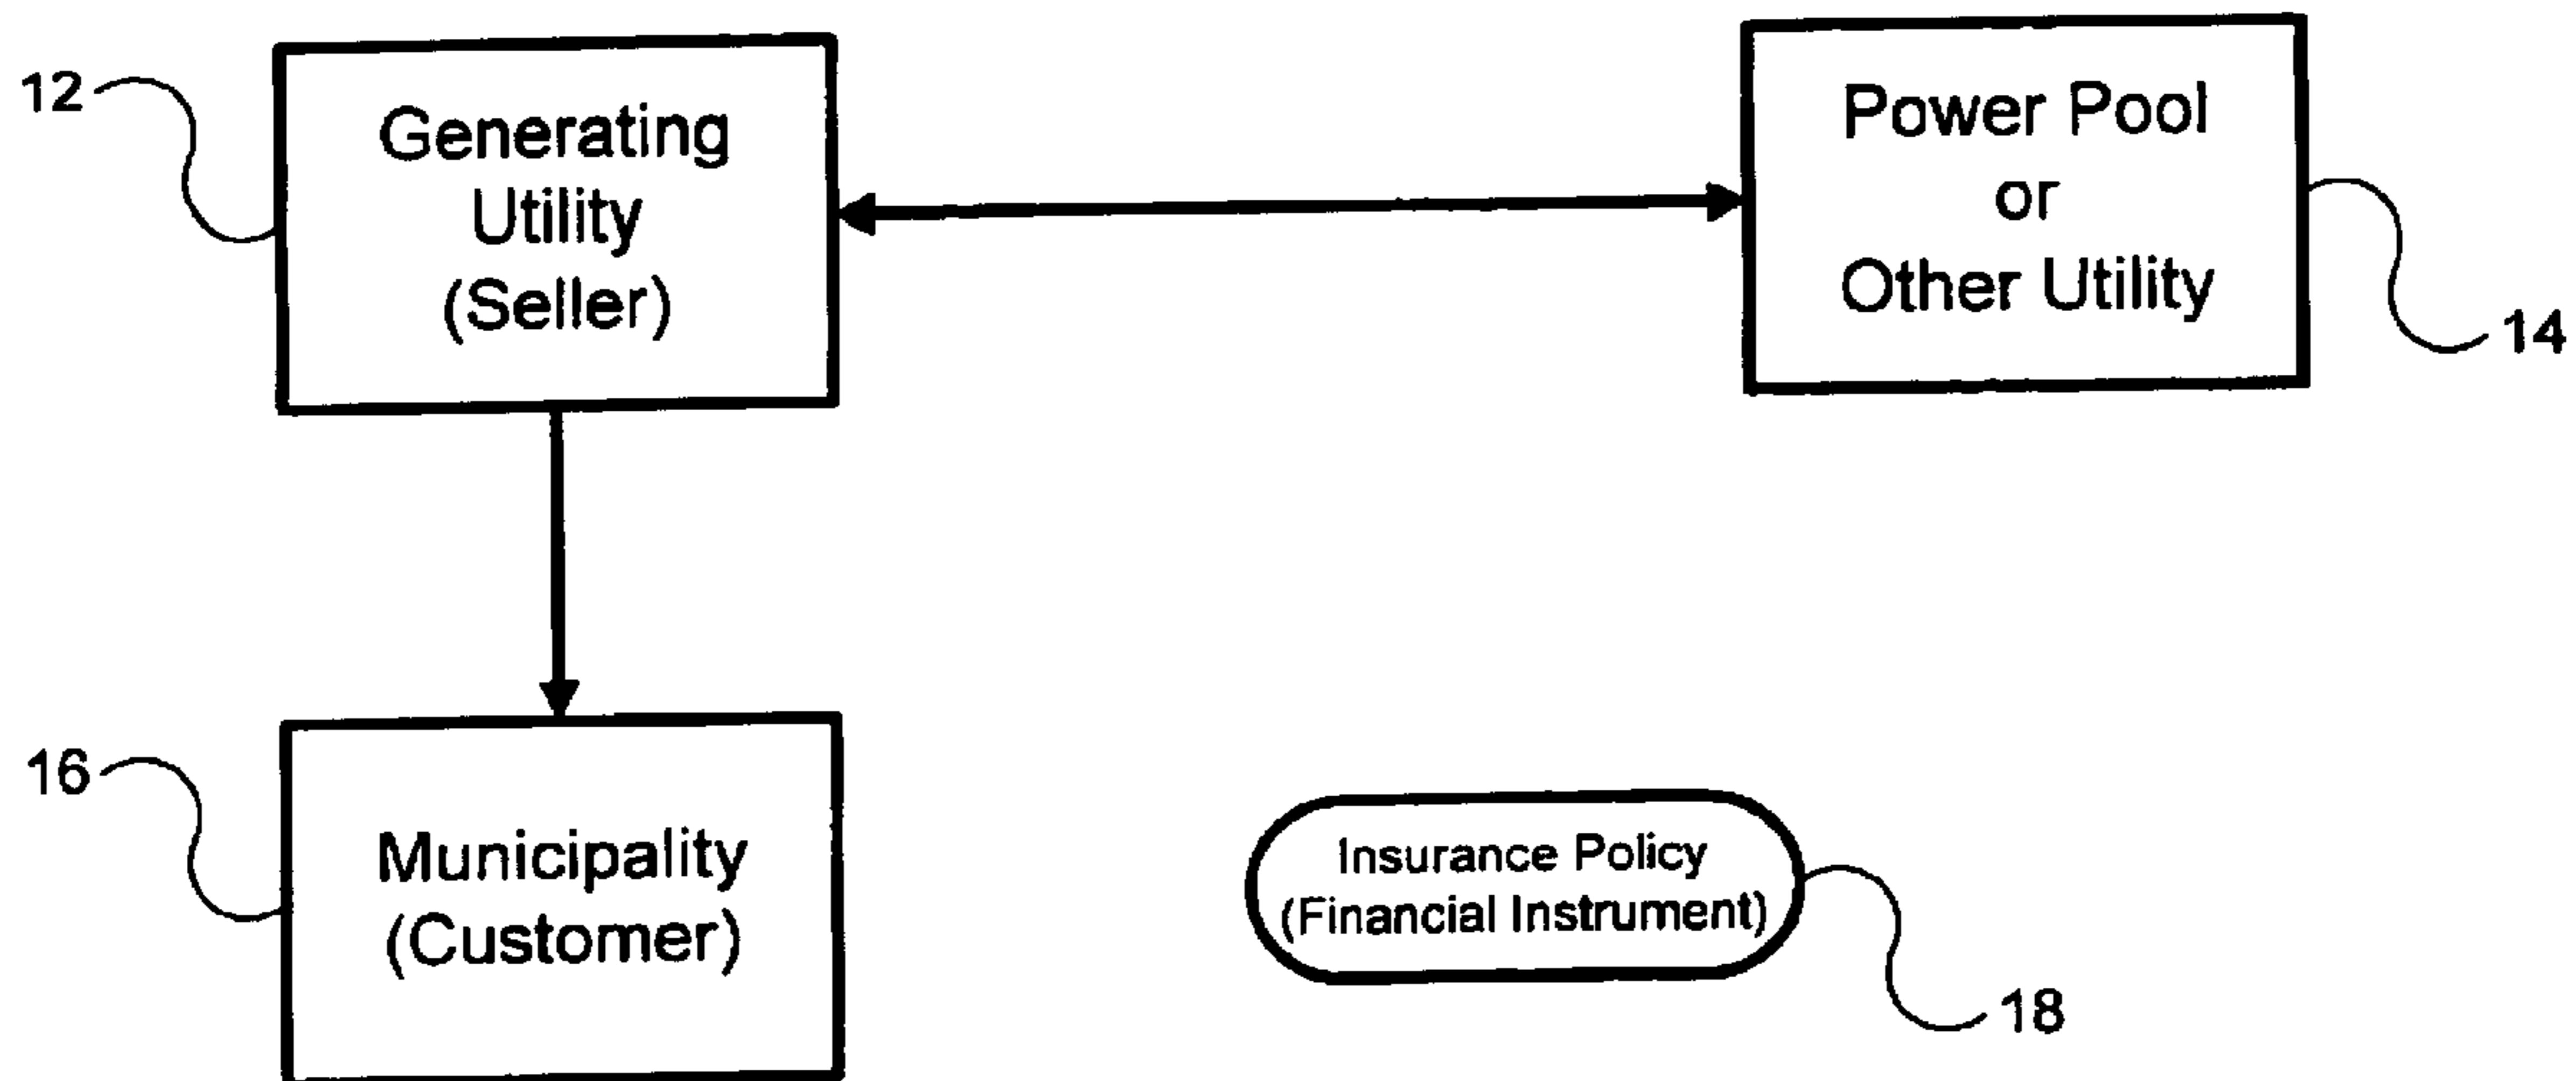 12
Generating
Utility
(Seller)
Power Pool
or
Other Utility
14
16
Municipality
(Customer)
Insurance Policy
(Financial Instrument)
18